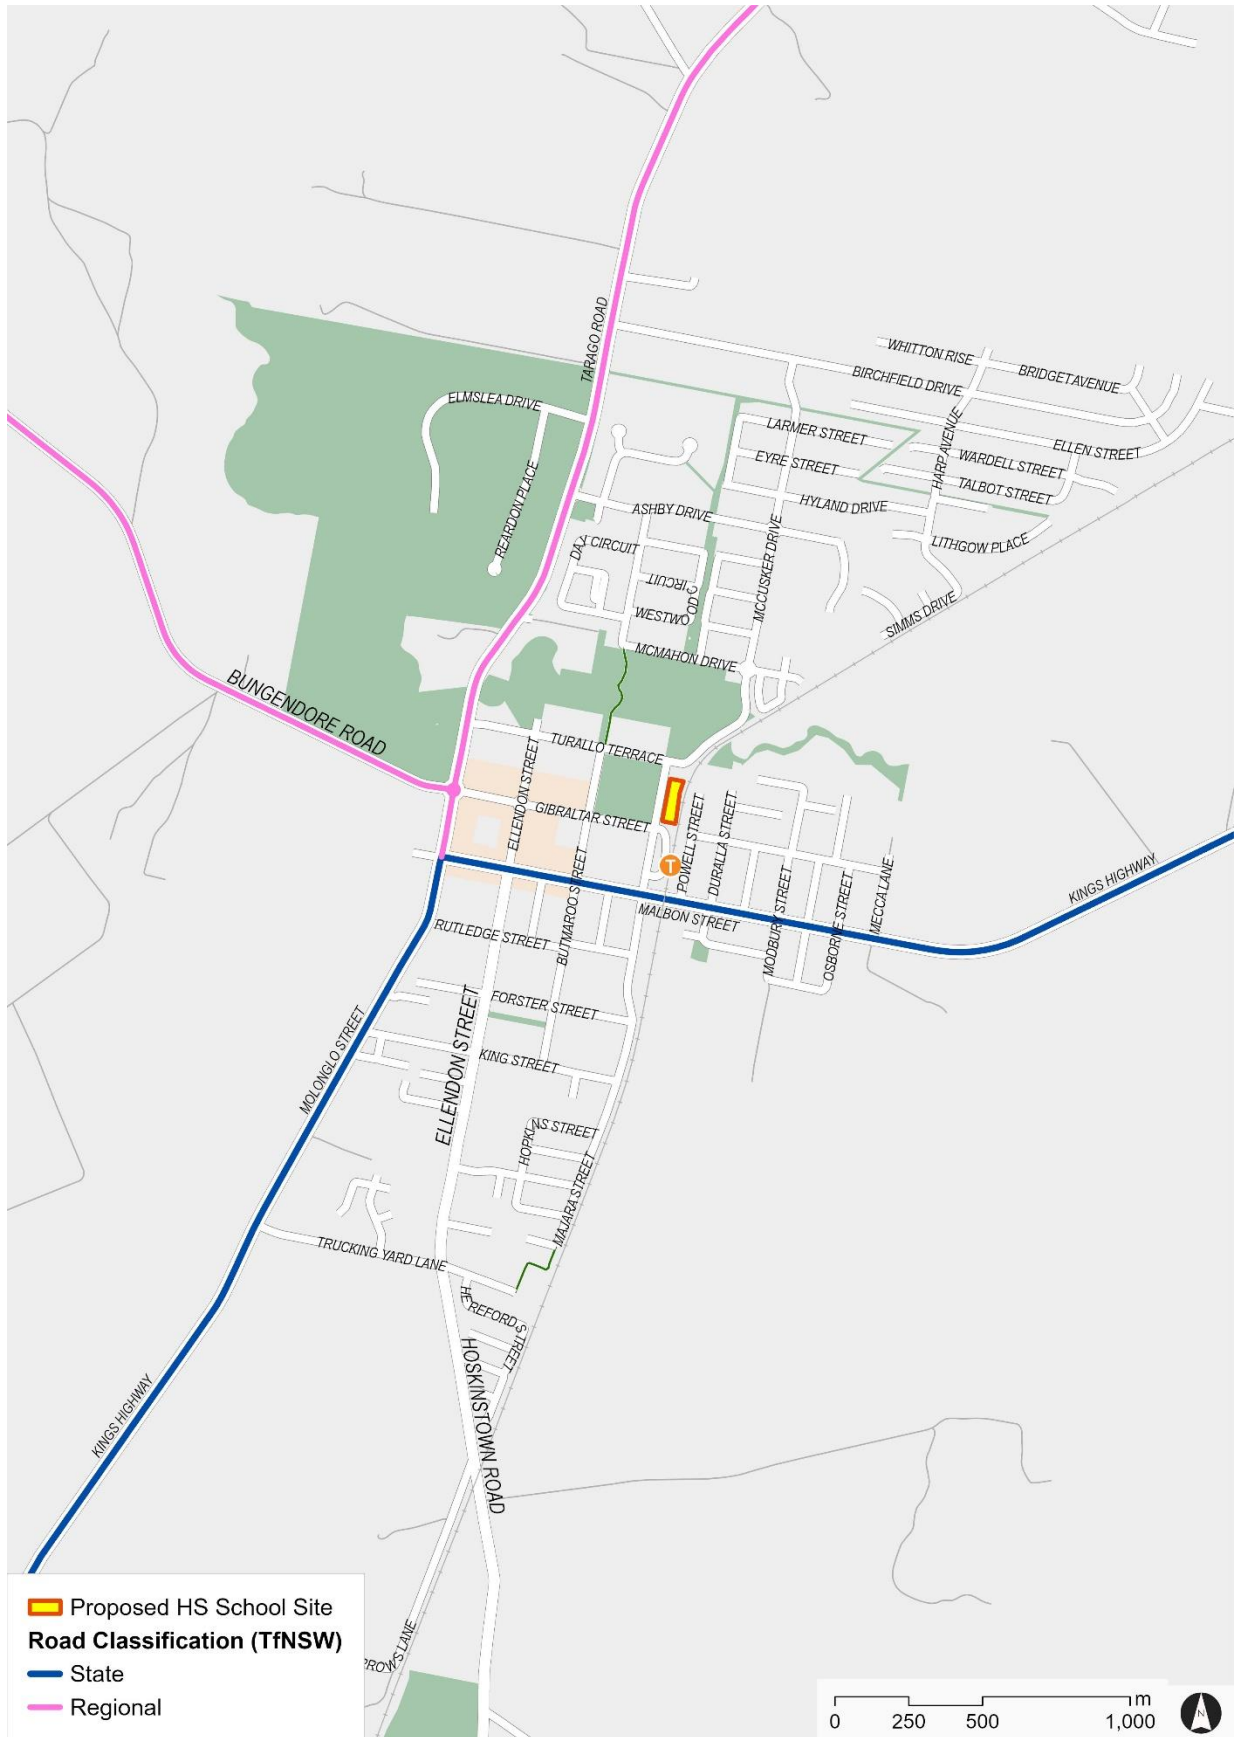 TARAGO ROAD
WHITTON RISE
BRIDGET AVENUE
BIRCHFIELD DRIVE
ELMSLEA DRIVE
LARMER STREET
HARP AVENUE
ELLEN STREET
WARDELL STREET
EYRE STREET
TALBOT STREET
REARDON PLACE
HYLAND DRIVE
ASHBY DRIVE
LITHGOW PLACE
DAY CIRCUIT
MCCUSKER DRIVE
WESTWOOD CIRCUIT
SIMMS DRIVE
MCMAHON DRIVE
BUNGENDORE ROAD
TURALLO TERRACE
ELLENDON STREET
GIBRALTAR STREET
POWELL STREET
DURALLA STREET
T
BUTMAROO STREET
MALBON STREET
MODBURY STREET
OSBORNE STREET
MECCA LANE
KINGS HIGHWAY
RUTLEDGE STREET
FORSTER STREET
MOLONGLO STREET
ELLENDON STREET
KING STREET
HOPKINS STREET
MAJARA STREET
TRUCKING YARD LANE
HEREFORD STREET
HOSKINSTOWN ROAD
KINGS HIGHWAY
PROWS LANE
Proposed HS School Site
Road Classification (TfNSW)
State
Regional
m
0 250 500 1,000
N